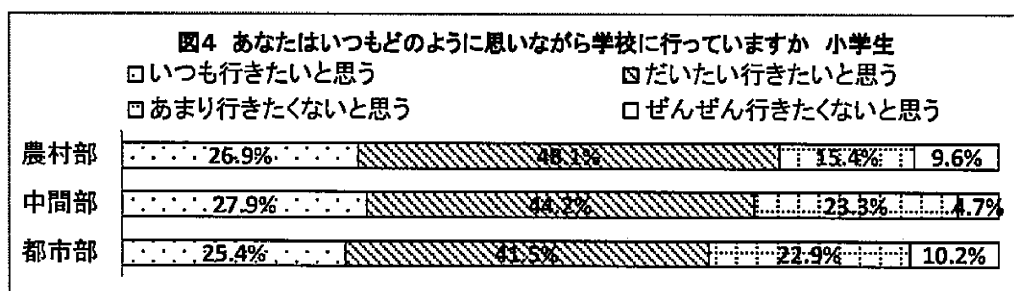 図4 あなたはいつもどのように思いながら学校に行っていますか 小学生
いつも行きたいと思う だいたい行きたいと思う
あまり行きたくないと思う ぜんぜん行きたくないと思う
農村部 26.9% 48.1% 15.4% 9.6%
中間部 27.9% 44.2% 23.3% 4.7%
都市部 25.4% 41.5% 22.9% 10.2%